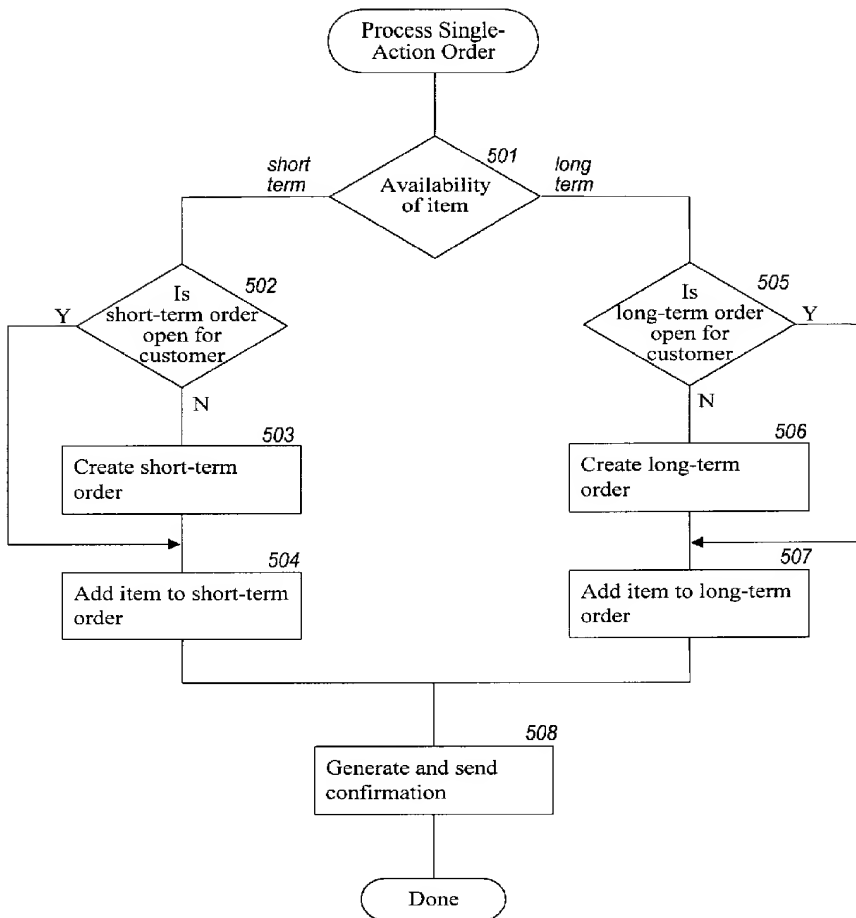 Process Single-
Action Order
501
short
term
long
term
Availability
of item
502
Y
Is
short-term order
open for
customer
N
505
Is
long-term order
open for
customer
Y
N
503
Create short-term
order
506
Create long-term
order
504
Add item to short-term
order
507
Add item to long-term
order
508
Generate and send
confirmation
Done